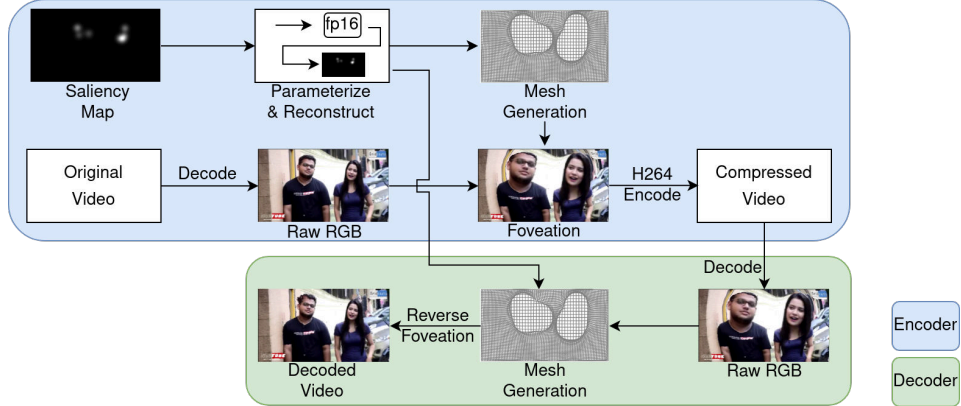 fp16
Saliency
Map
Parameterize
& Reconstruct
Mesh
Generation
Original
Video
Decode
Raw RGB
Foveation
H264
Encode
Compressed
Video
Decode
Reverse
Foveation
Decoded
Video
Mesh
Generation
Raw RGB
Encoder
Decoder